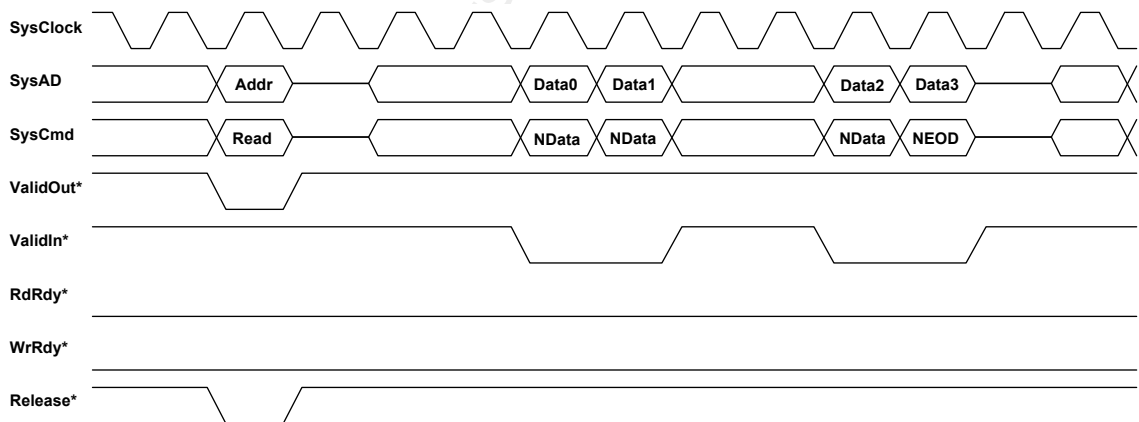 SysClock
SysAD Addr Data0 Data1 Data2 Data3
SysCmd Read NData NData NData NEOD
ValidOut*
ValidIn*
RdRdy*
WrRdy*
Release*